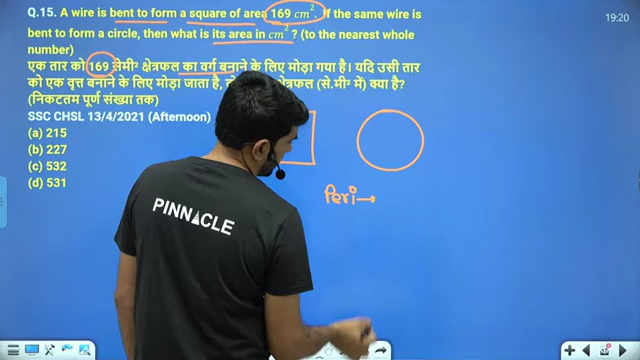 Q.15. A wire is bent to form a square of area 169 cm². If the same wire is
bent to form a circle, then what is its area in cm² ? (to the nearest whole
number)
एक तार को 169 सेमी² क्षेत्रफल का वर्ग बनाने के लिए मोड़ा गया है। यदि उसी तार
को एक वृत्त बनाने के लिए मोड़ा जाता है, क्षेत्रफल (सेमी² में) क्या है?
(निकटतम पूर्ण संख्या तक)
SSC CHSL 13/4/2021 (Afternoon)
(a) 215
(b) 227
(c) 532
(d) 531
Peri→
PINNACLE
19:20